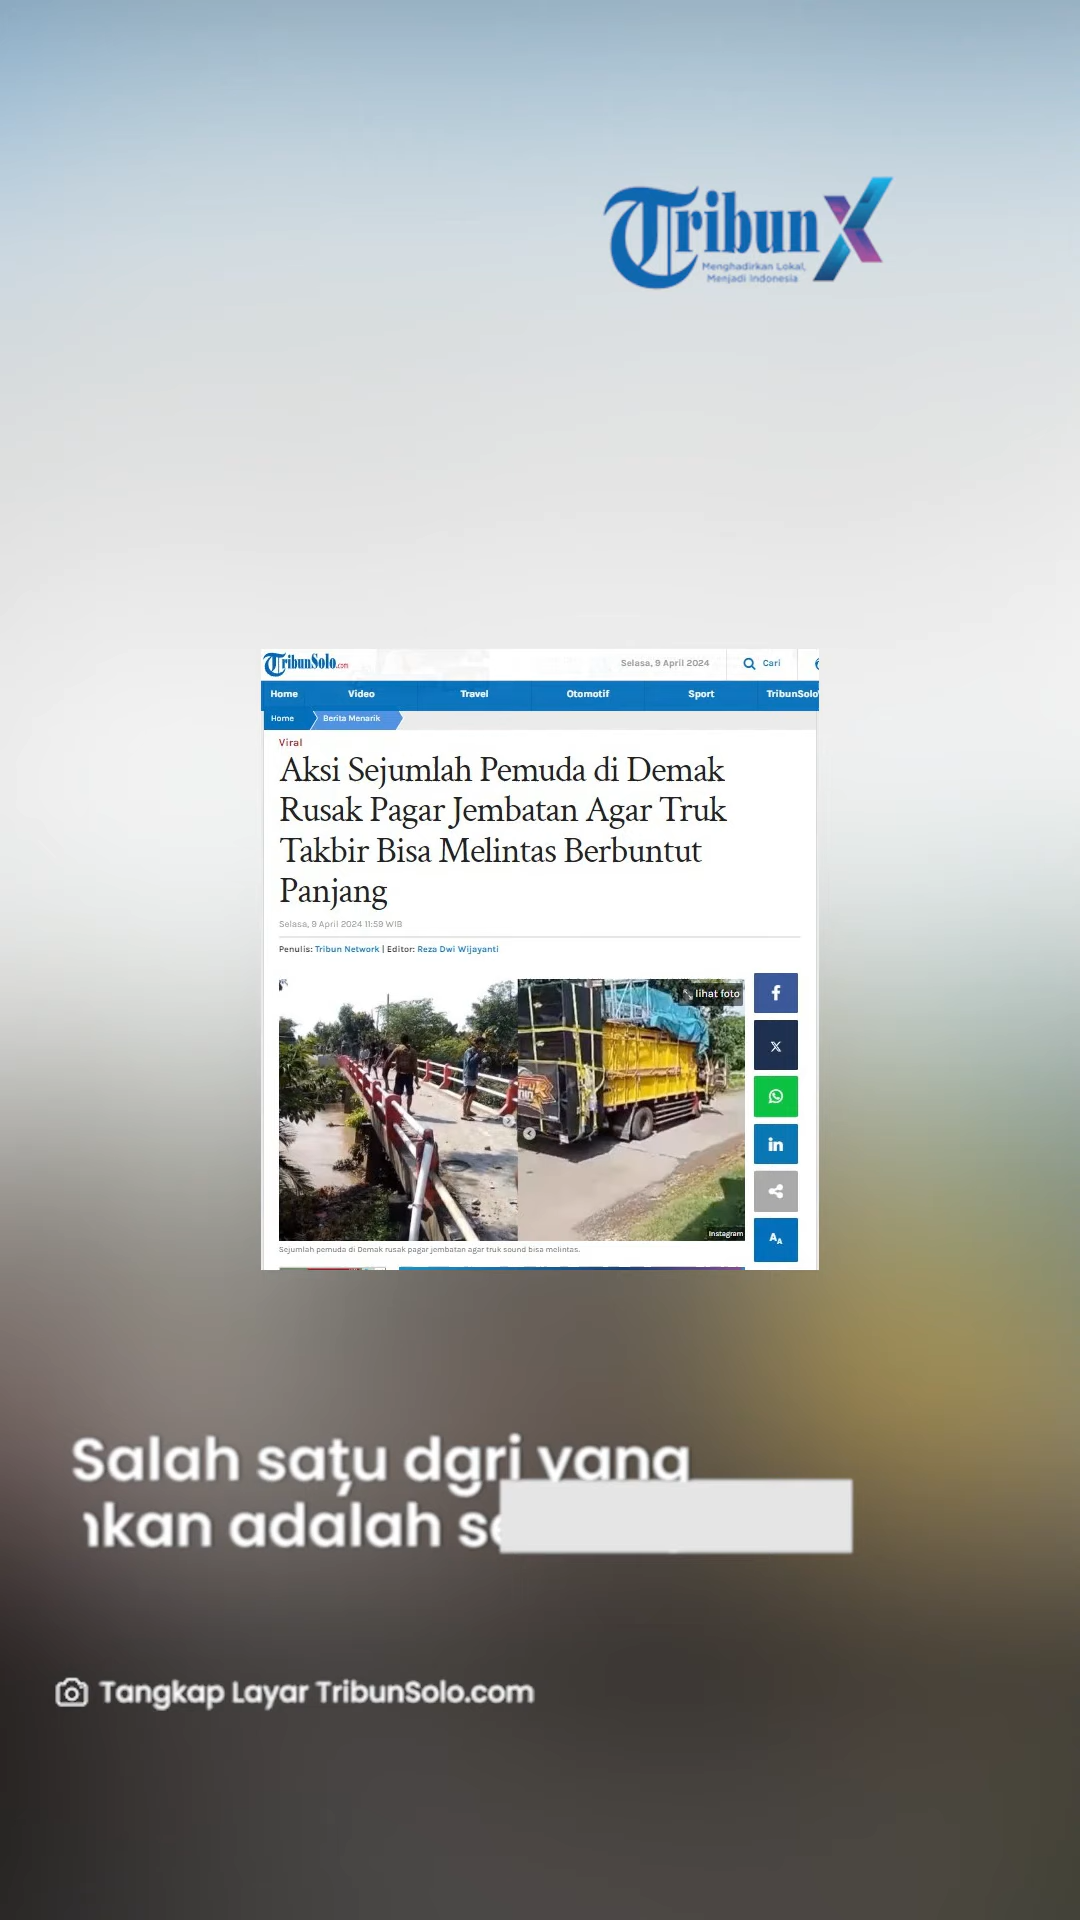 Tribun X
Menghadirkan Lokal,
Menjadi Indonesia
TribunSolo.com
Selasa, 9 April 2024
Cari
Home Video Travel Otomotif Sport TribunSolo
Home Berita Menarik
Viral
Aksi Sejumlah Pemuda di Demak
Rusak Pagar Jembatan Agar Truk
Takbir Bisa Melintas Berbuntut
Panjang
Selasa, 9 April 2024 11:59 WIB
Penulis: Tribun Network | Editor: Reza Dwi Wijayanti
lihat foto
Instagram
Sejumlah pemuda di Demak rusak pagar jembatan agar truk sound bisa melintas.
Salah satu dari yang
adalah
Tangkap Layar TribunSolo.com